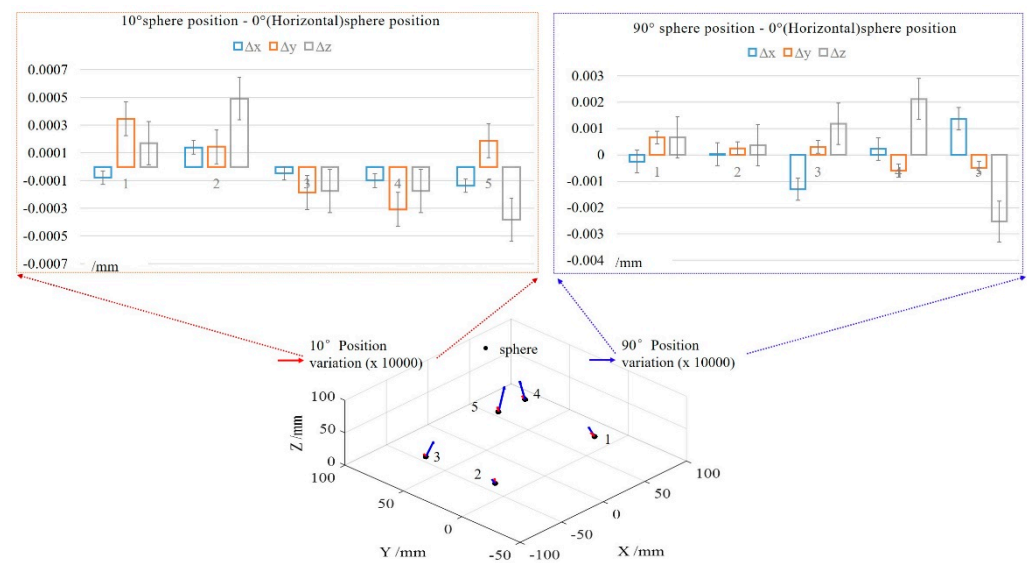 10°sphere position - 0°(Horizontal)sphere position
Δx Δy Δz
0.0007
0.0005
0.0003
0.0001
-0.0001
-0.0003
-0.0005
-0.0007
1 2 3 4 5
/mm
90° sphere position - 0°(Horizontal)sphere position
Δx Δy Δz
0.003
0.002
0.001
0
-0.001
-0.002
-0.003
-0.004
1 2 3 4 5
/mm
10° Position
variation (x 10000)
sphere
90° Position
variation (x 10000)
Z /mm
100
50
0
100
50
0
-50
Y /mm
-100
-50
0
50
100
X /mm
5
4
1
3
2